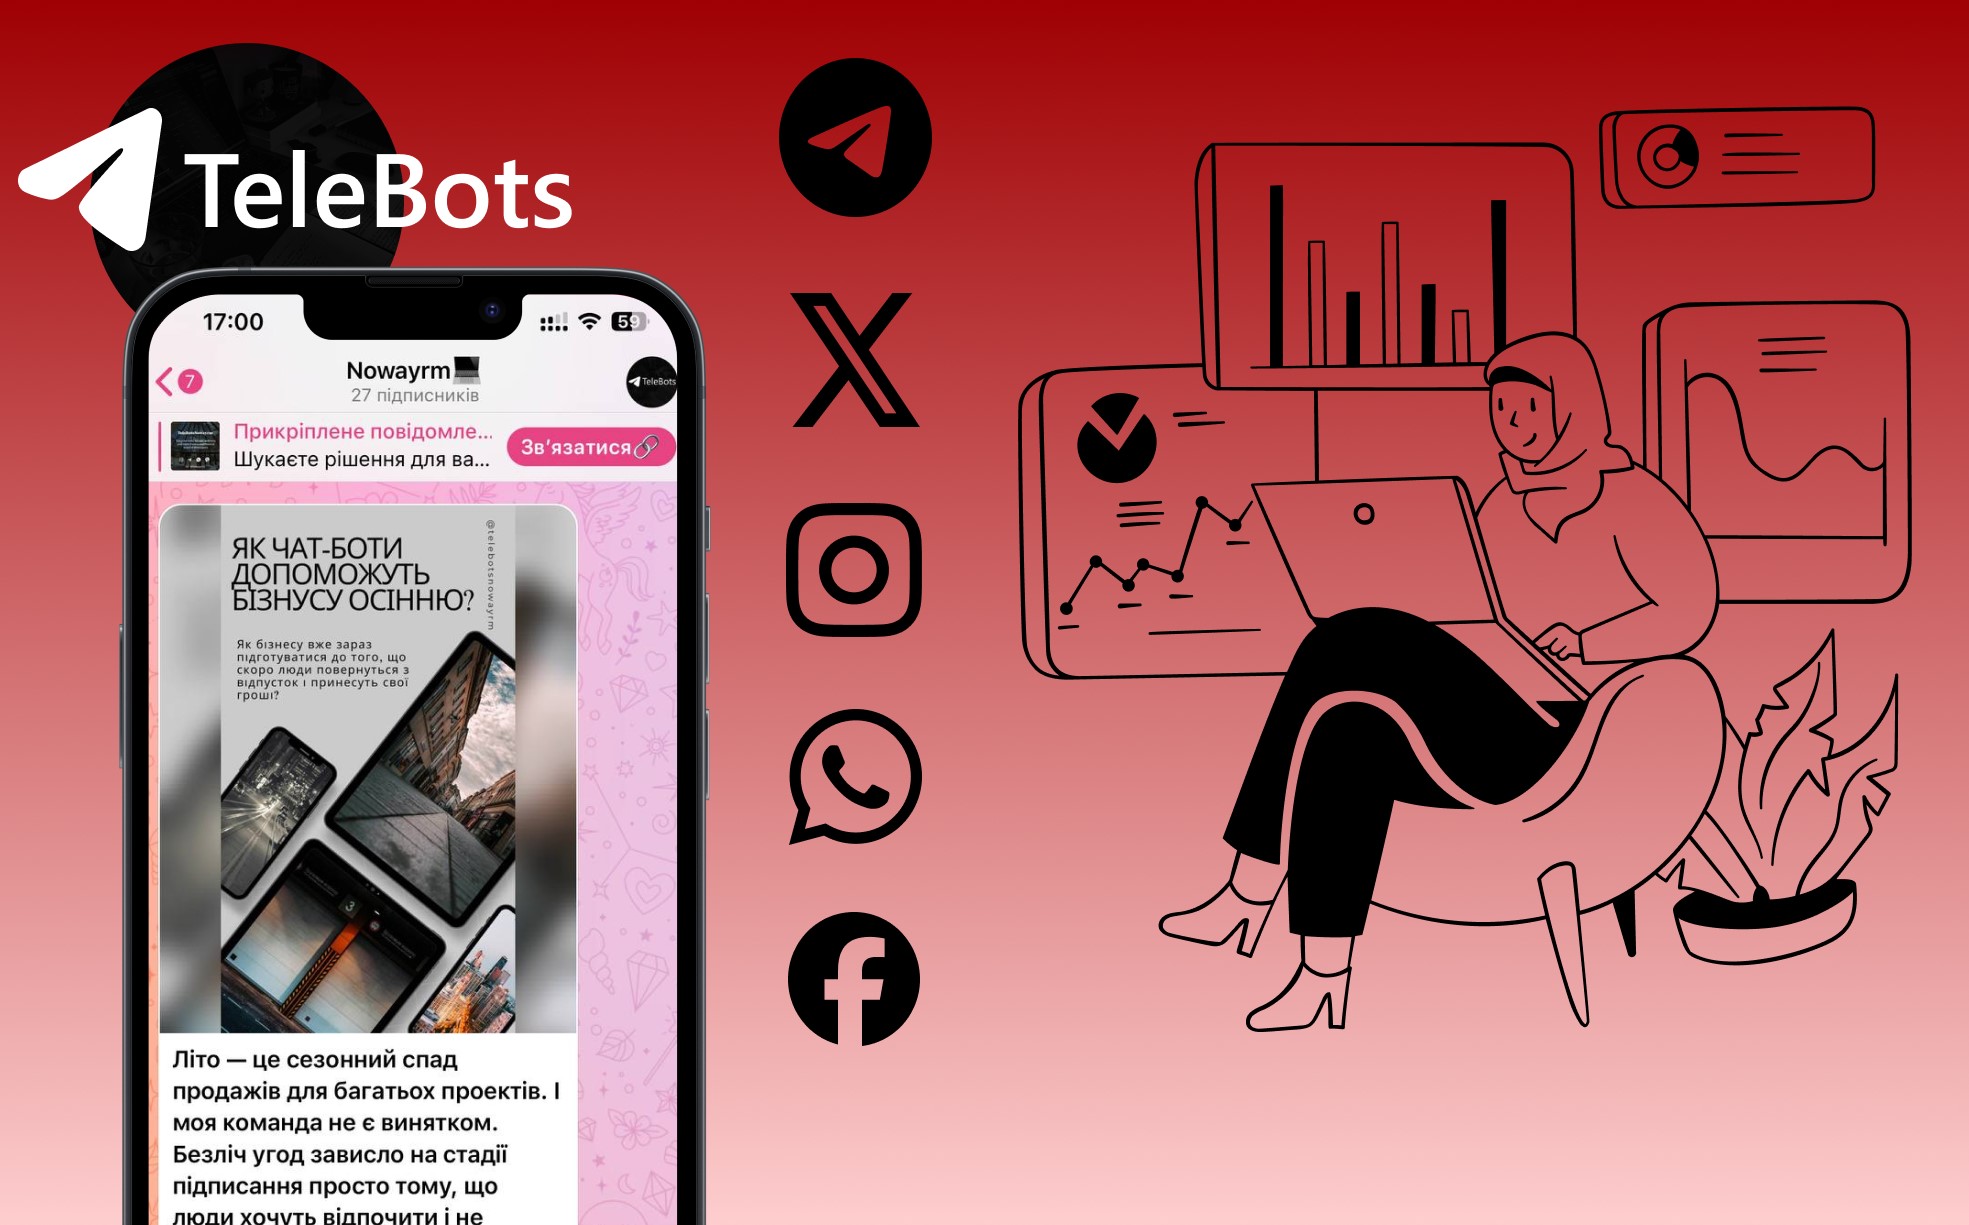 TeleBots
17:00
59
7
Nowayrm
27 підписників
TeleBots
Прикріплене повідомле...
Шукаєте рішення для ва...
Зв'язатися
ЯК ЧАТ-БОТИ
ДОПОМОЖУТЬ
БІЗНЕСУ ОСІННЮ?
@telebotsnowayrm
Як бізнесу вже зараз
підготуватися до того, що
скоро люди повернуться з
відпусток і принесуть свої
гроші?
3
Літо — це сезонний спад
продажів для багатьох проектів. І
моя команда не є винятком.
Безліч угод зависло на стадії
підписання просто тому, що
люди хочуть відпочити і не